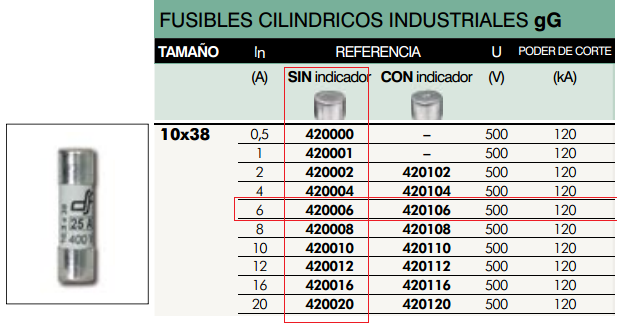 FUSIBLES CILINDRICOS INDUSTRIALES gG
TAMAÑO In REFERENCIA U PODER DE CORTE
(A) SIN indicador CON indicador (V) (kA)
10x38 0,5 420000 – 500 120
1 420001 – 500 120
2 420002 420102 500 120
4 420004 420104 500 120
6 420006 420106 500 120
8 420008 420108 500 120
10 420010 420110 500 120
12 420012 420112 500 120
16 420016 420116 500 120
20 420020 420120 500 120
df
25 A
400
10 x 38